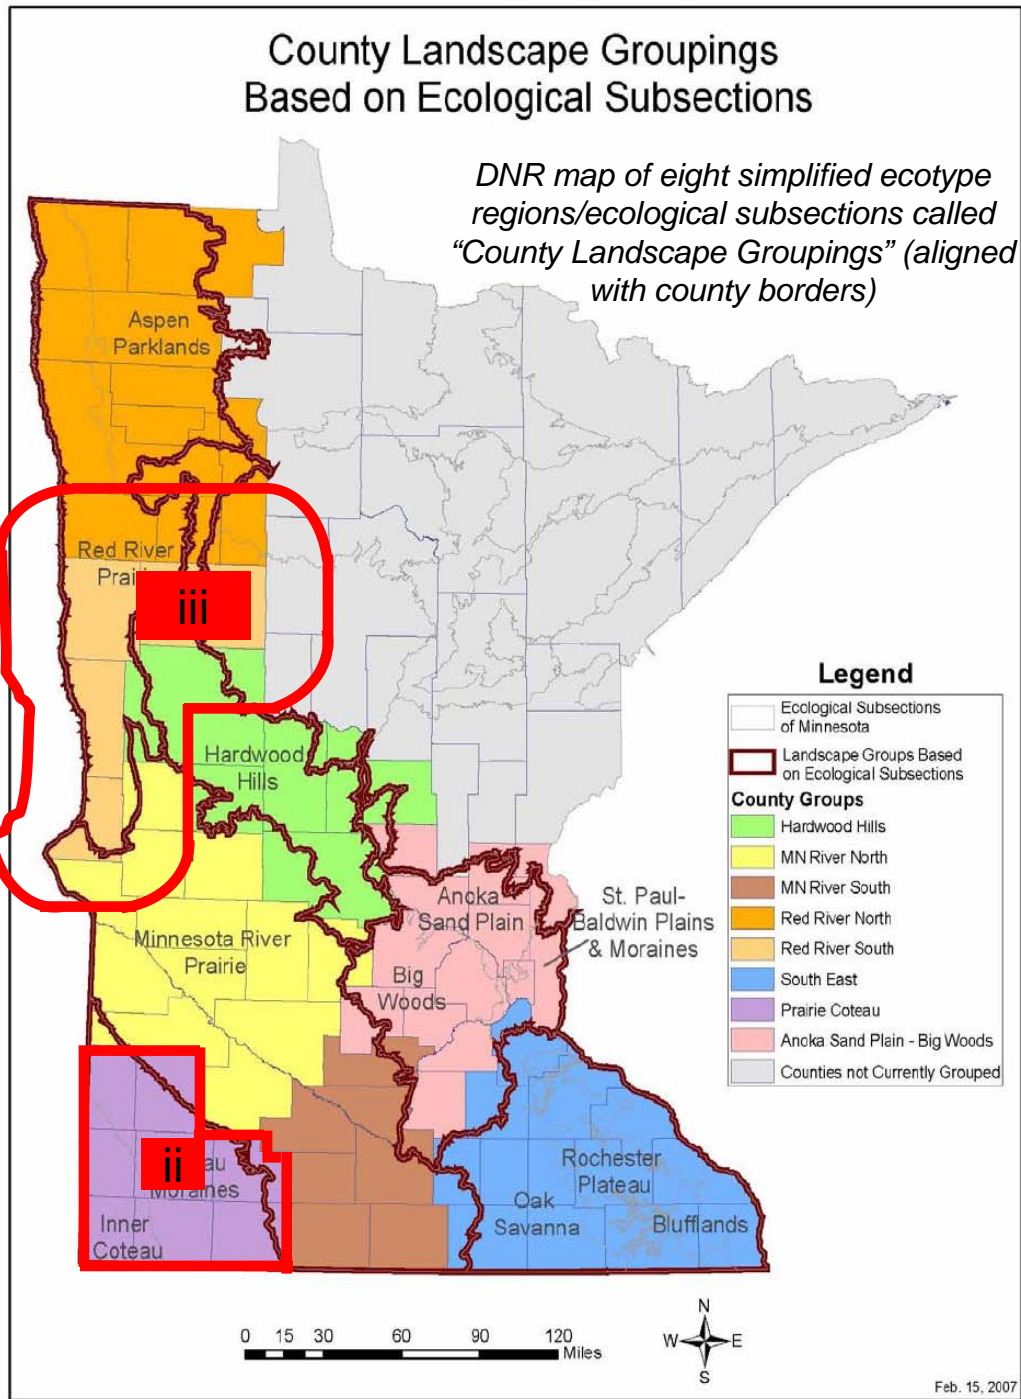 County Landscape Groupings
Based on Ecological Subsections
DNR map of eight simplified ecotype
regions/ecological subsections called
“County Landscape Groupings” (aligned
with county borders)
Aspen
Parklands
Red River
iii
Hardwood
Hills
Legend
Ecological Subsections
of Minnesota
Landscape Groups Based
on Ecological Subsections
County Groups
Hardwood Hills
MN River North
MN River South
Red River North
Red River South
South East
Prairie Coteau
Anoka Sand Plain - Big Woods
Counties not Currently Grouped
Anoka
Sand Plain
St. Paul-
Baldwin Plains
& Moraines
Minnesota River
Prairie
Big
Woods
ii
Moraines
Inner
Coteau
Rochester
Plateau
Oak
Savanna
Blufflands
0 15 30 60 90 120
Miles
N
W E
S
Feb. 15, 2007